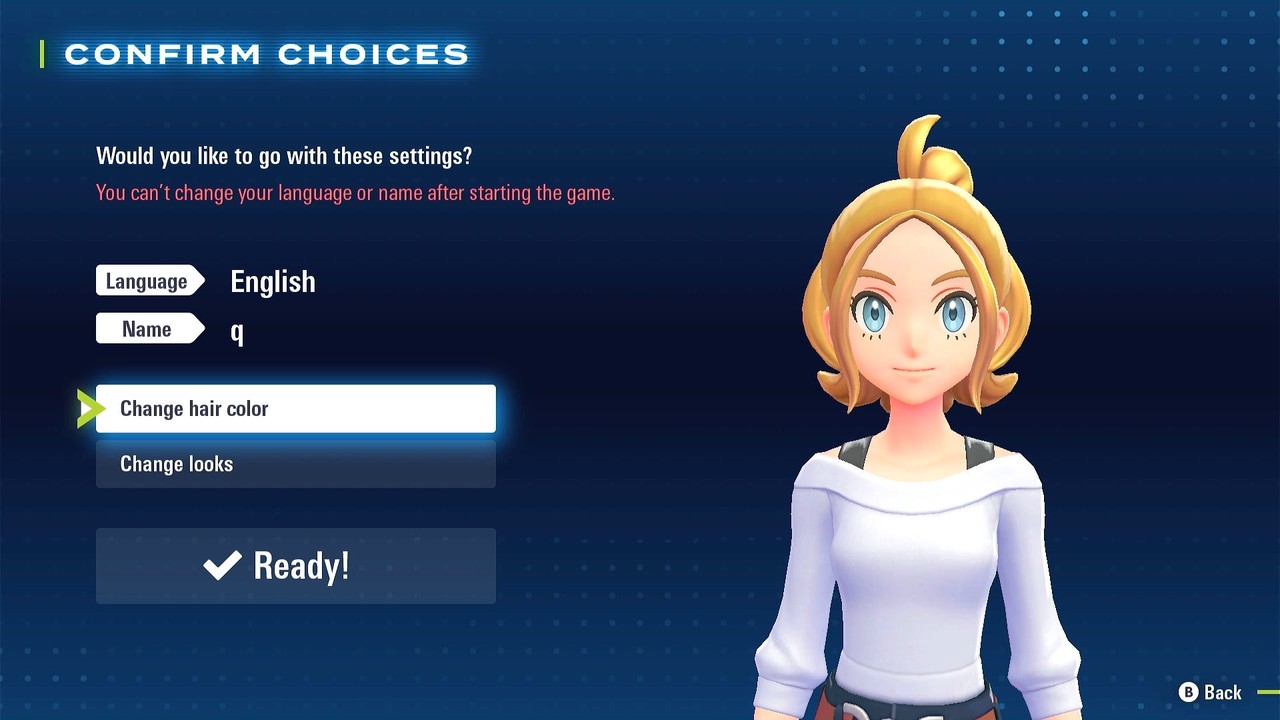 CONFIRM CHOICES
Would you like to go with these settings?
You can’t change your language or name after starting the game.
Language English
Name q
Change hair color
Change looks
Ready!
B Back